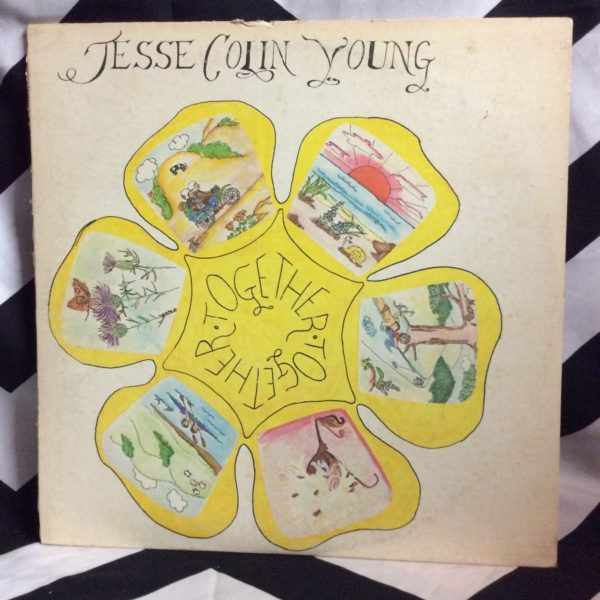 JESSE COLIN YOUNG
TOGETHER · TOGETHER ·